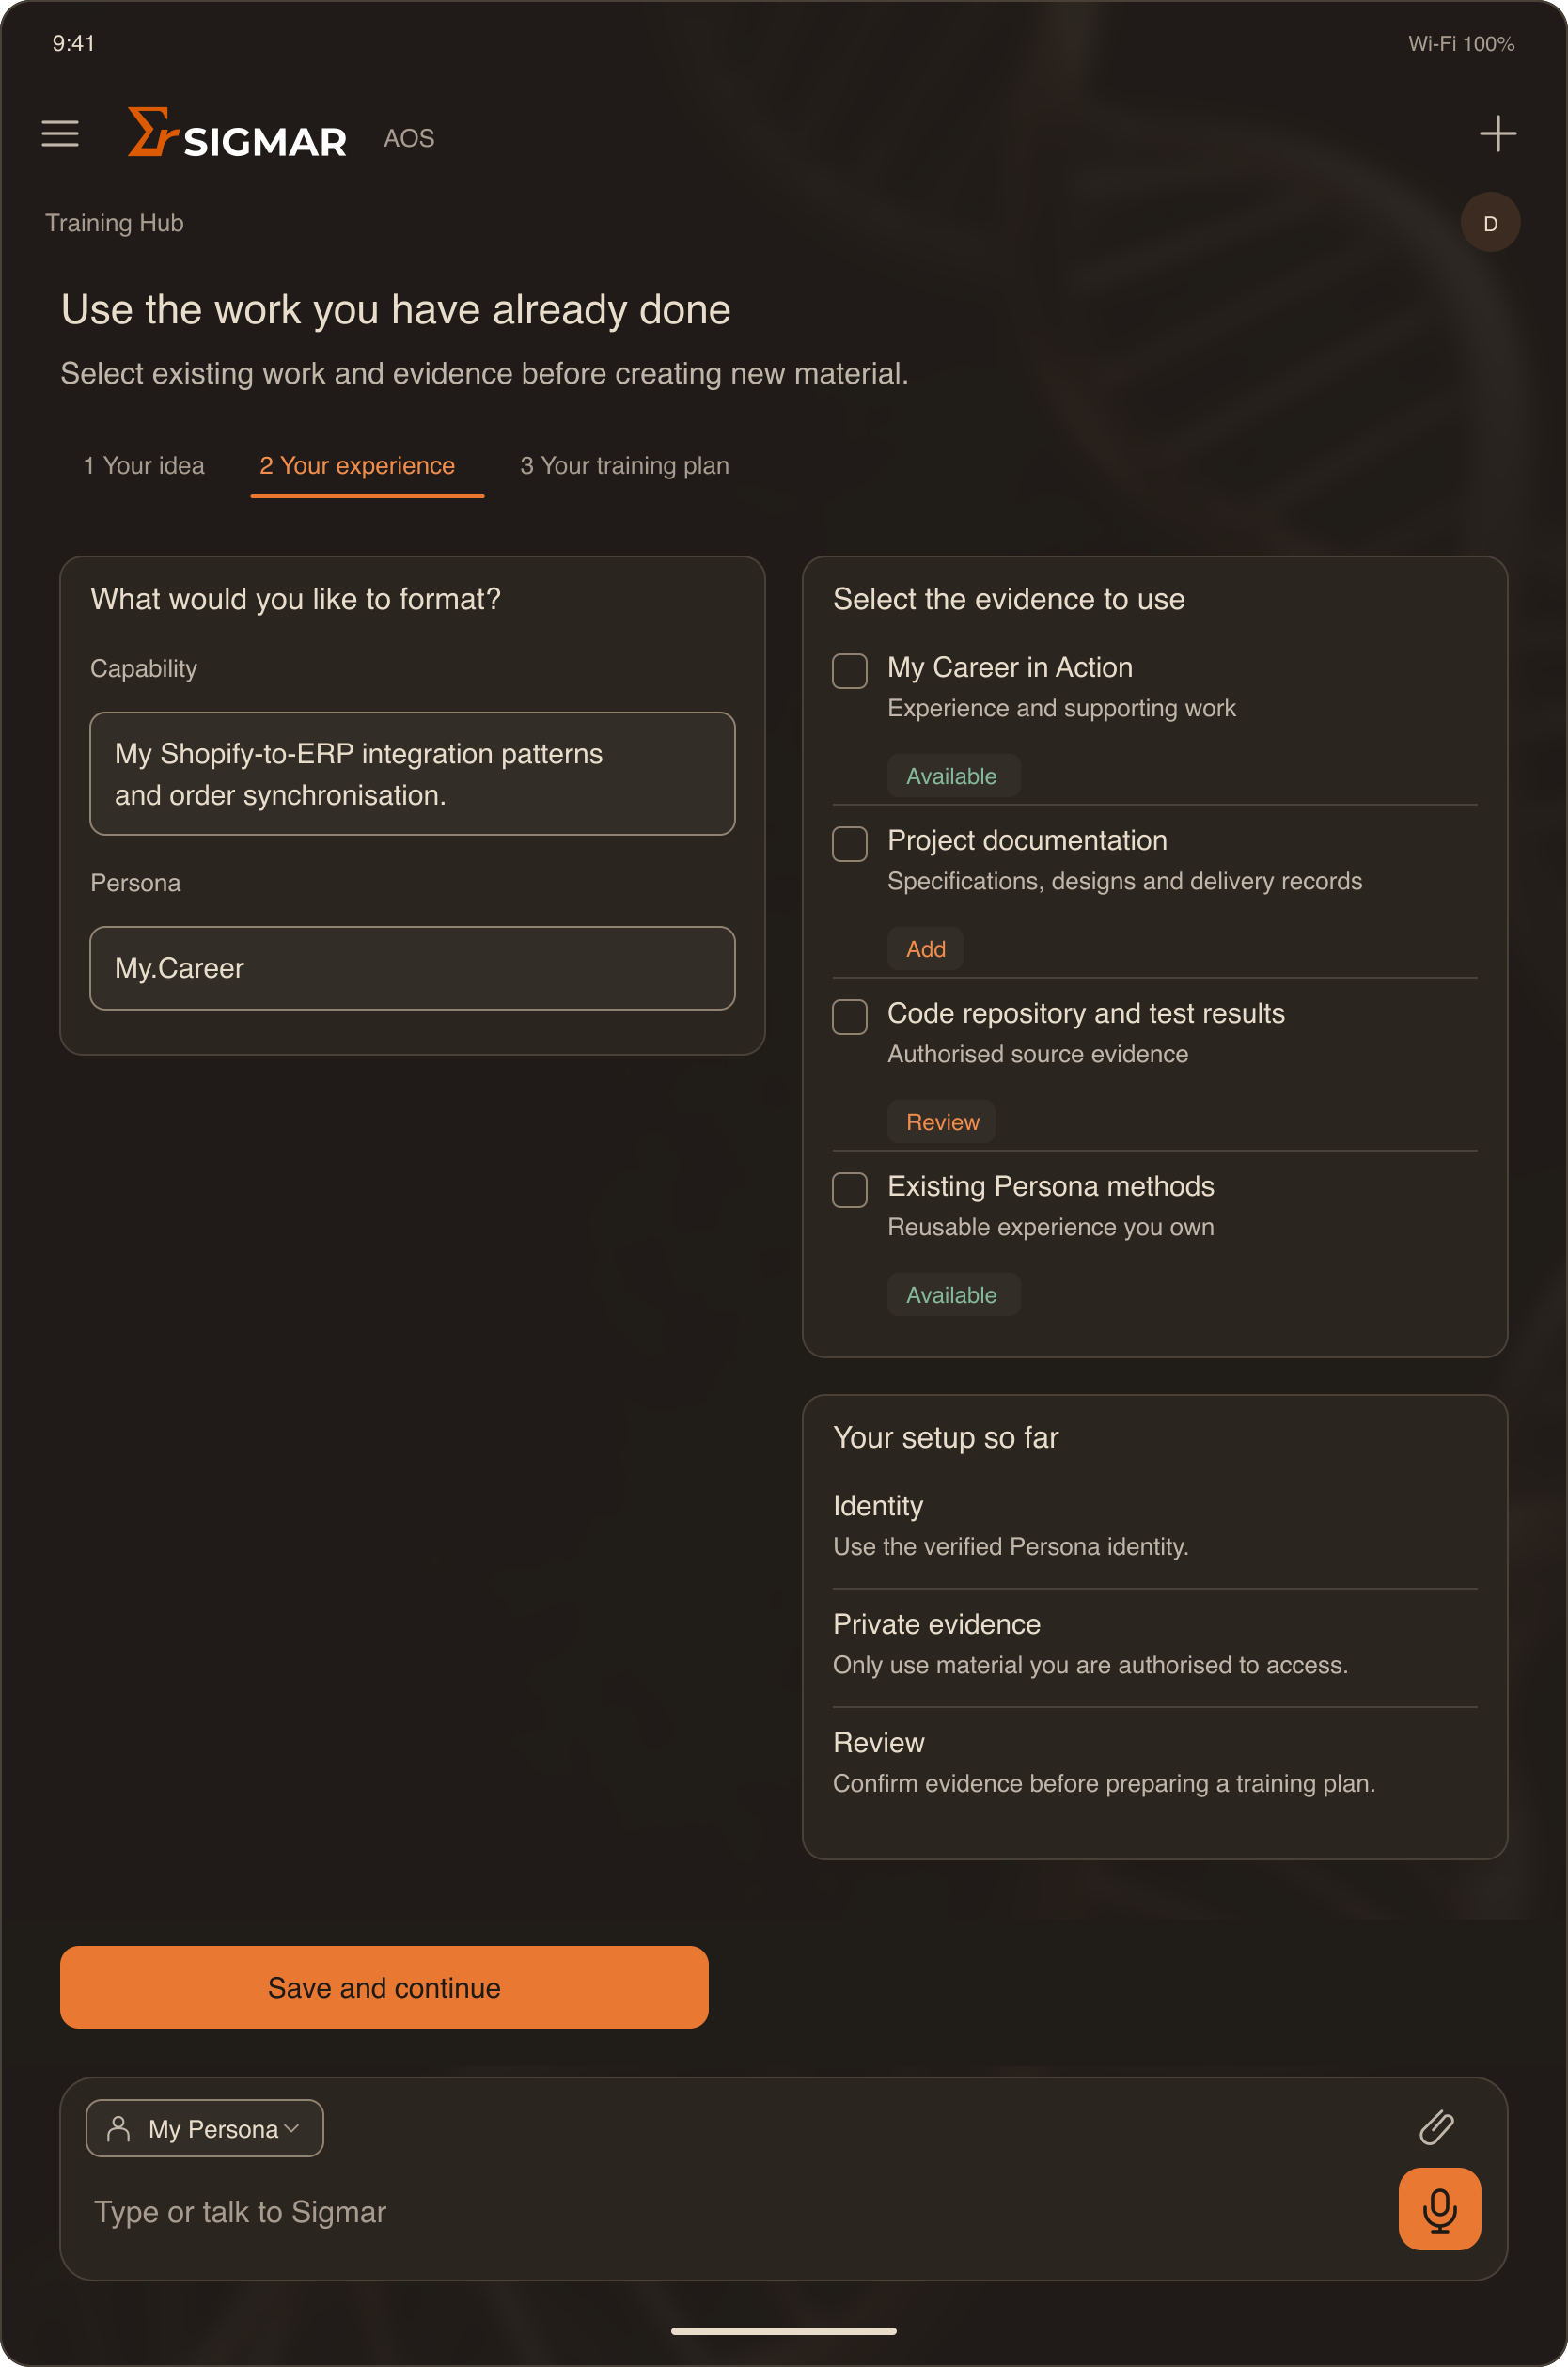 9:41
Wi-Fi 100%
Σr SIGMAR AOS
Training Hub
D
Use the work you have already done
Select existing work and evidence before creating new material.
1 Your idea
2 Your experience
3 Your training plan
What would you like to format?
Capability
My Shopify-to-ERP integration patterns
and order synchronisation.
Persona
My.Career
Select the evidence to use
My Career in Action
Experience and supporting work
Available
Project documentation
Specifications, designs and delivery records
Add
Code repository and test results
Authorised source evidence
Review
Existing Persona methods
Reusable experience you own
Available
Your setup so far
Identity
Use the verified Persona identity.
Private evidence
Only use material you are authorised to access.
Review
Confirm evidence before preparing a training plan.
Save and continue
My Persona
Type or talk to Sigmar